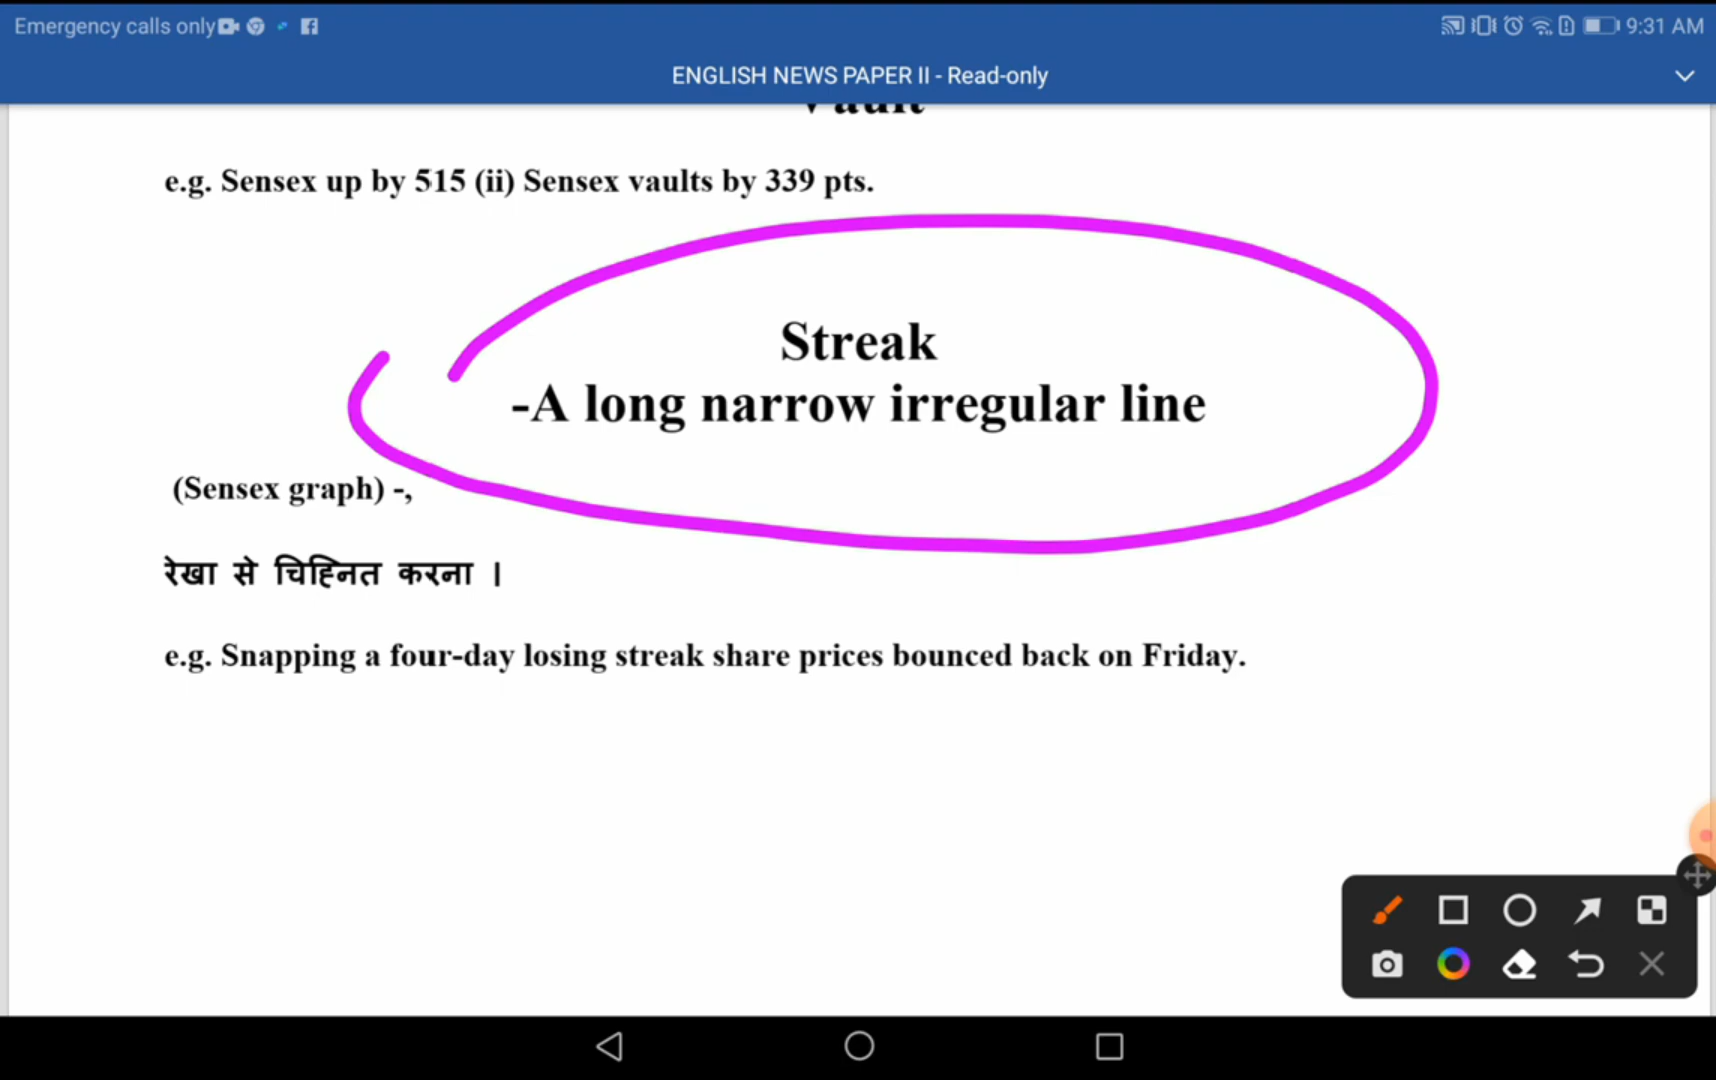 Emergency calls only
9:31 AM
ENGLISH NEWS PAPER II - Read-only
Vault
e.g. Sensex up by 515 (ii) Sensex vaults by 339 pts.
Streak
-A long narrow irregular line
(Sensex graph) -,
रेखा से चिह्नित करना ।
e.g. Snapping a four-day losing streak share prices bounced back on Friday.